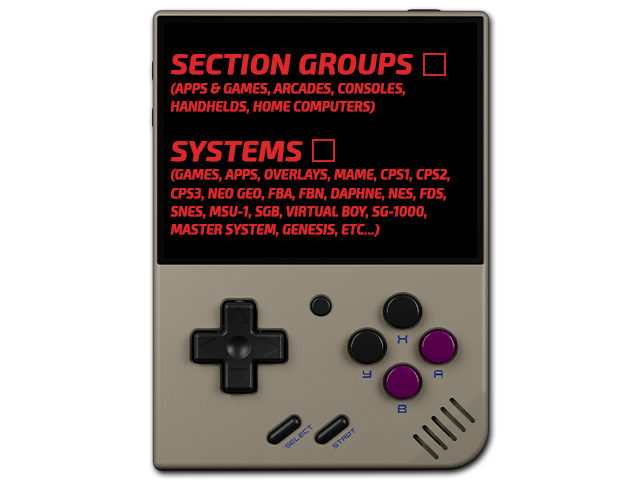 SECTION GROUPS
(APPS & GAMES, ARCADES, CONSOLES,
HANDHELDS, HOME COMPUTERS)
SYSTEMS
(GAMES, APPS, OVERLAYS, MAME, CPS1, CPS2,
CPS3, NEO GEO, FBA, FBN, DAPHNE, NES, FDS,
SNES, MSU-1, SGB, VIRTUAL BOY, SG-1000,
MASTER SYSTEM, GENESIS, ETC...)
X
Y
A
B
SELECT
START